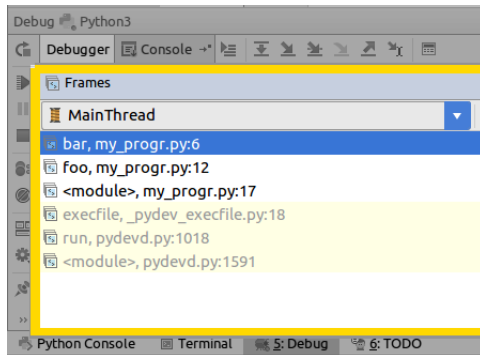 Debug Python3
Debugger Console
Frames
MainThread
bar, my_progr.py:6
foo, my_progr.py:12
<module>, my_progr.py:17
execfile, _pydev_execfile.py:18
run, pydevd.py:1018
<module>, pydevd.py:1591
Python Console Terminal 5: Debug 6: TODO